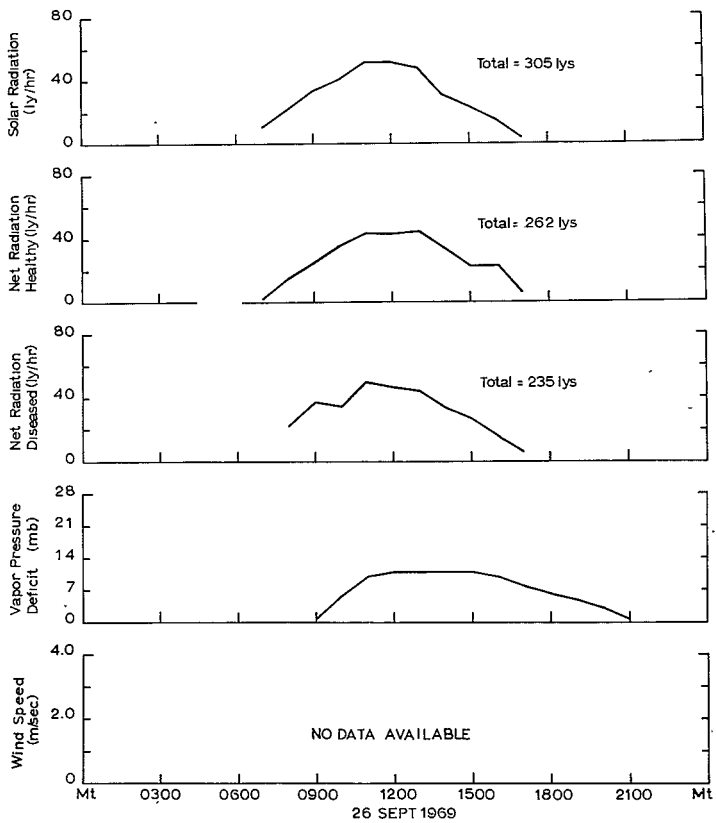 Solar Radiation
(ly/hr)
80
40
0
Total = 305 lys
Net Radiation
Healthy (ly/hr)
80
40
0
Total = 262 lys
Net Radiation
Diseased (ly/hr)
80
40
0
Total = 235 lys
Vapor Pressure
Deficit (mb)
28
21
14
7
0
Wind Speed
(m/sec)
4.0
2.0
0
NO DATA AVAILABLE
Mt 0300 0600 0900 1200 1500 1800 2100 Mt
26 SEPT 1969